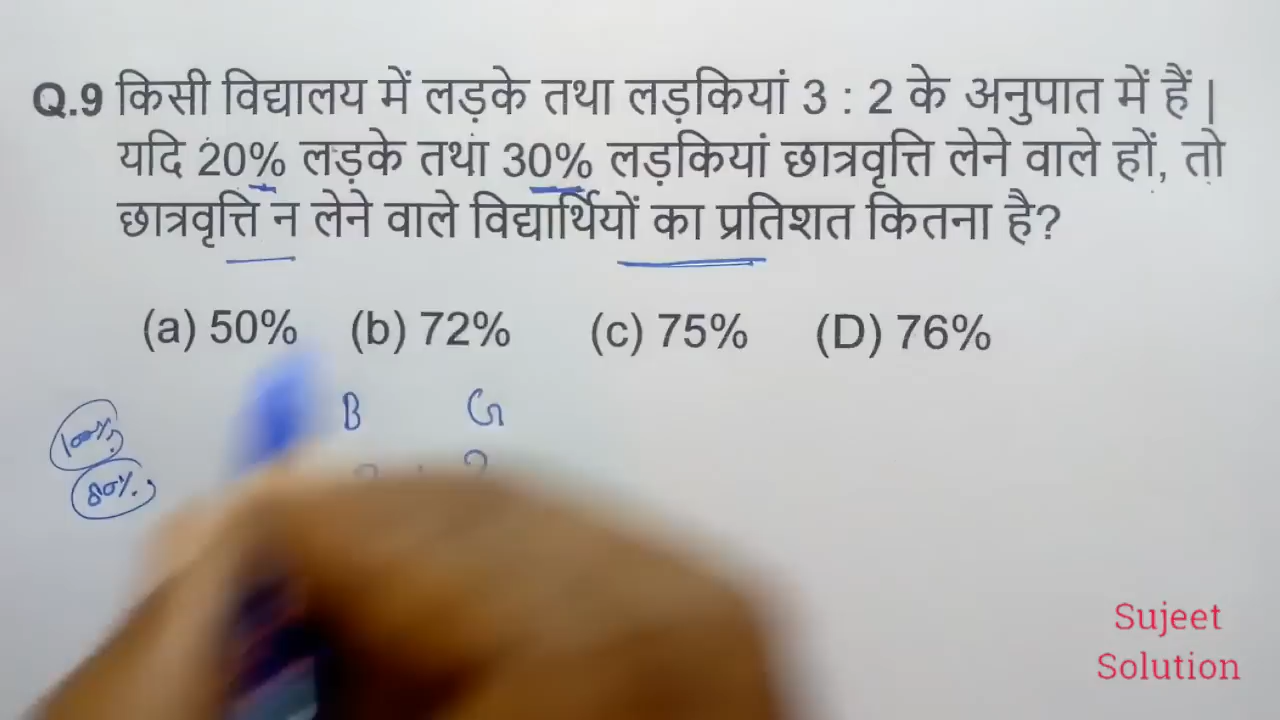 Q.9 किसी विद्यालय में लड़के तथा लड़कियां 3 : 2 के अनुपात में हैं |
यदि 20% लड़के तथा 30% लड़कियां छात्रवृत्ति लेने वाले हों, तो
छात्रवृत्ति न लेने वाले विद्यार्थियों का प्रतिशत कितना है?
(a) 50% (b) 72% (c) 75% (D) 76%
B G
100%
80%
Sujeet
Solution